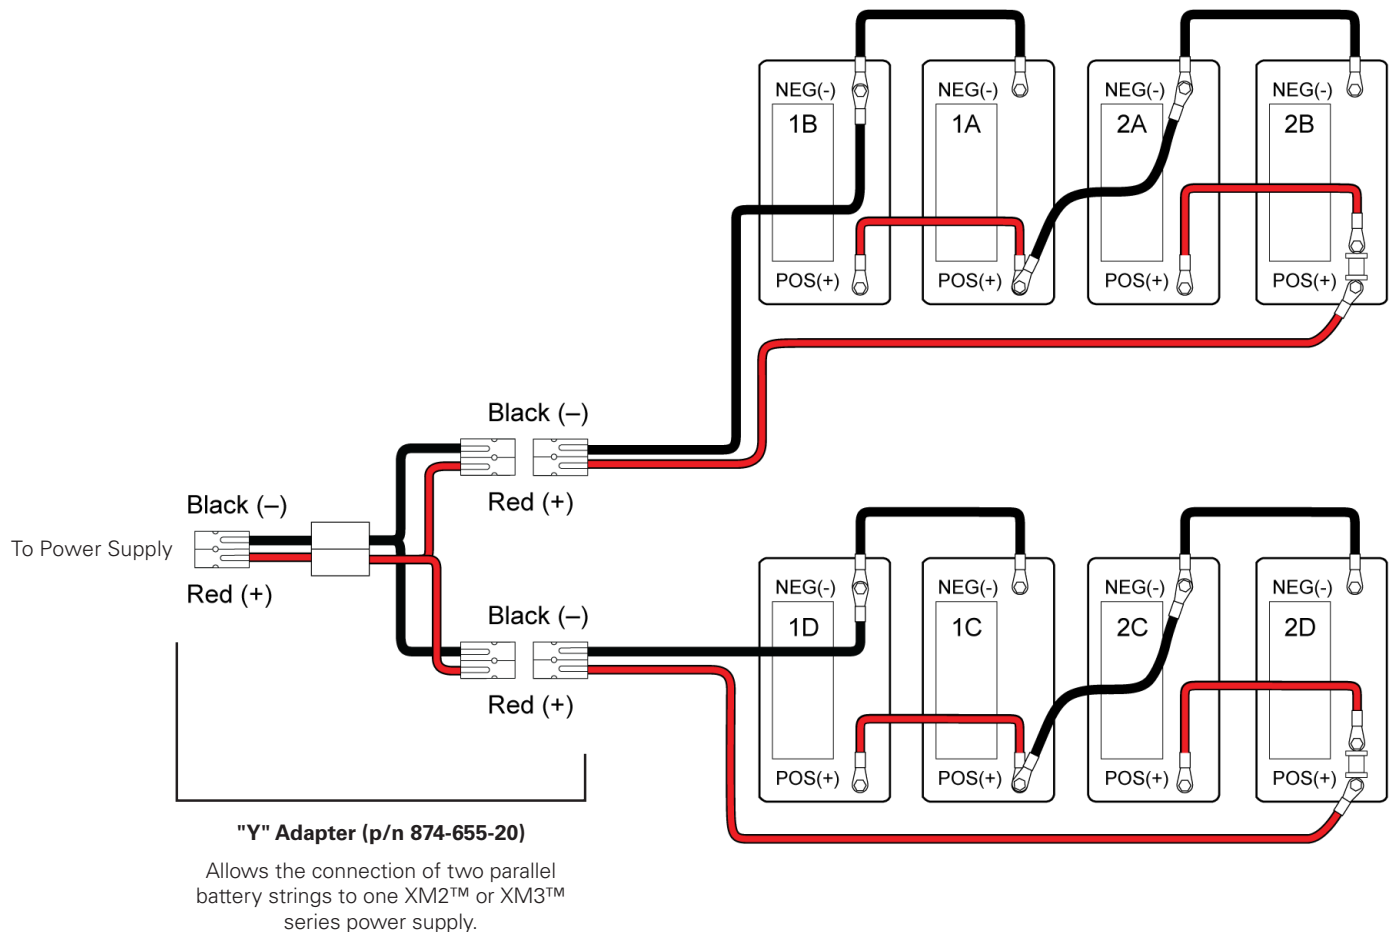 NEG(-)
1B
POS(+)
NEG(-)
1A
POS(+)
NEG(-)
2A
POS(+)
NEG(-)
2B
POS(+)
Black (–)
Red (+)
Black (–)
To Power Supply
Red (+)
Black (–)
Red (+)
NEG(-)
1D
POS(+)
NEG(-)
1C
POS(+)
NEG(-)
2C
POS(+)
NEG(-)
2D
POS(+)
"Y" Adapter (p/n 874-655-20)
Allows the connection of two parallel
battery strings to one XM2™ or XM3™
series power supply.